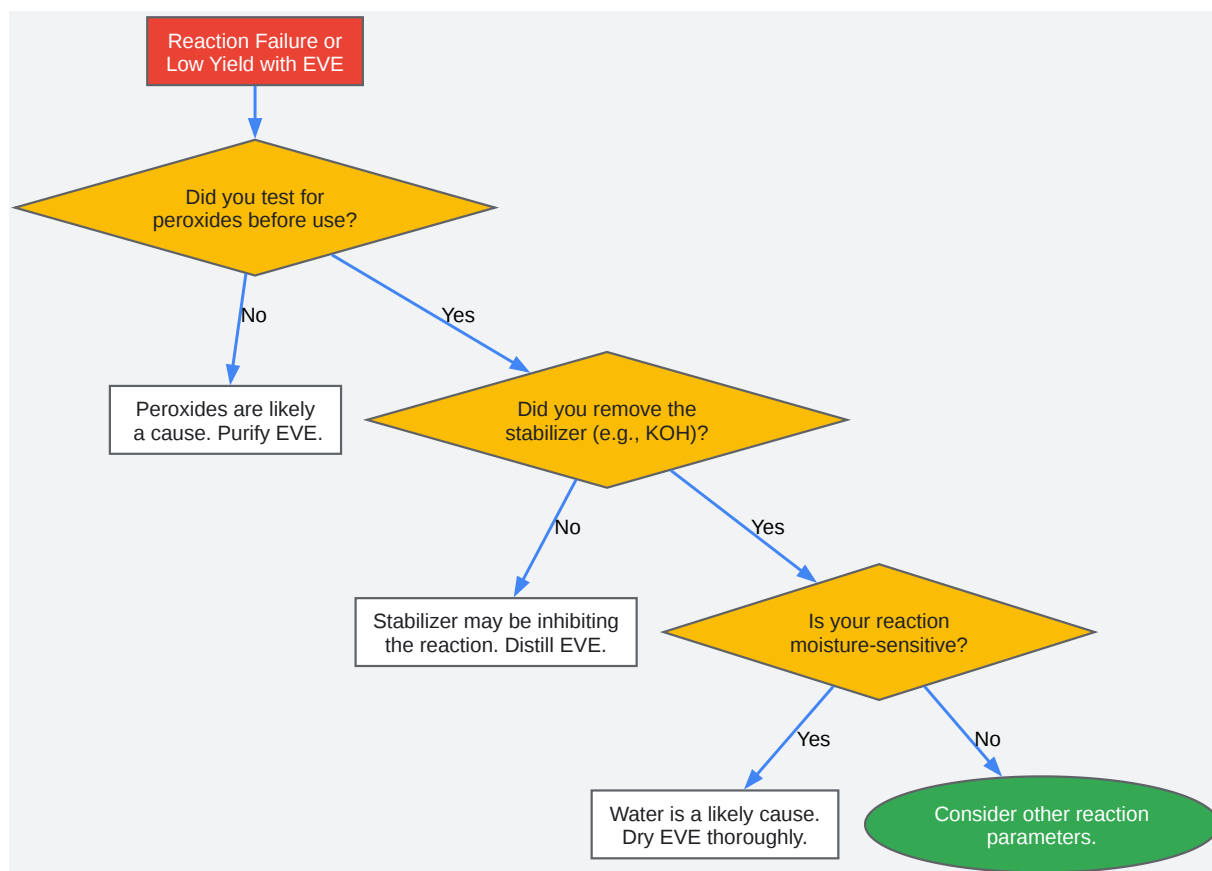 Reaction Failure or
Low Yield with EVE
Did you test for
peroxides before use?
No
Yes
Peroxides are likely
a cause. Purify EVE.
Did you remove the
stabilizer (e.g., KOH)?
No
Yes
Stabilizer may be inhibiting
the reaction. Distill EVE.
Is your reaction
moisture-sensitive?
Yes
No
Water is a likely cause.
Dry EVE thoroughly.
Consider other reaction
parameters.